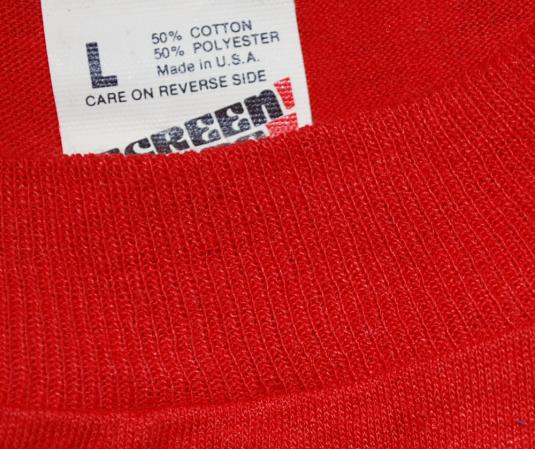 L
50% COTTON
50% POLYESTER
Made in U.S.A.
CARE ON REVERSE SIDE
SCREEN